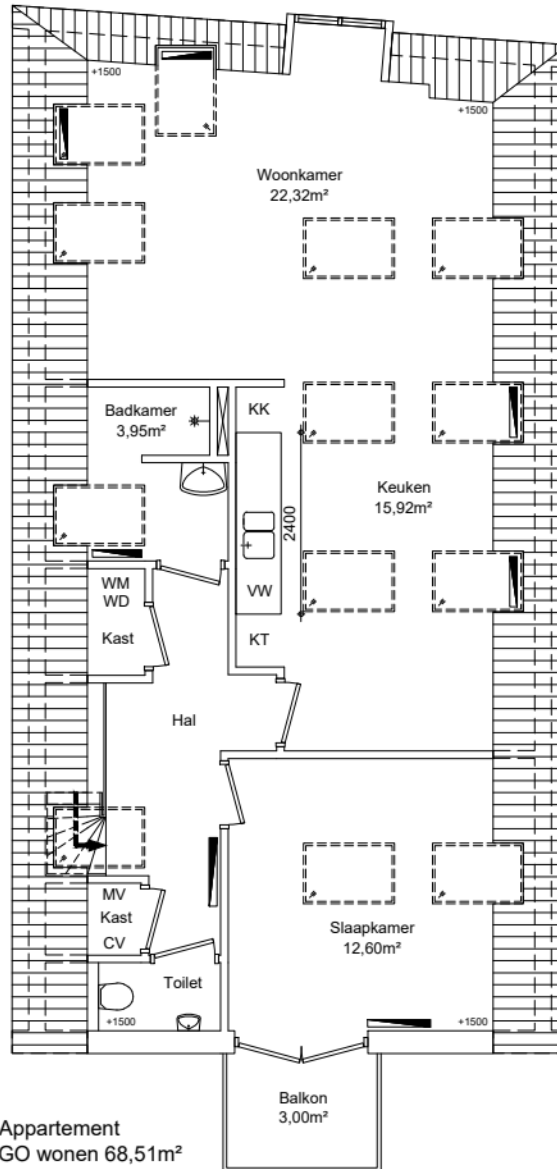 +1500
+1500
Woonkamer
22,32m²
Badkamer
3,95m²
KK
Keuken
15,92m²
2400
WM
WD
VW
Kast
KT
Hal
MV
Kast
CV
Slaapkamer
12,60m²
Toilet
+1500
+1500
Balkon
3,00m²
Appartement
GO wonen 68,51m²